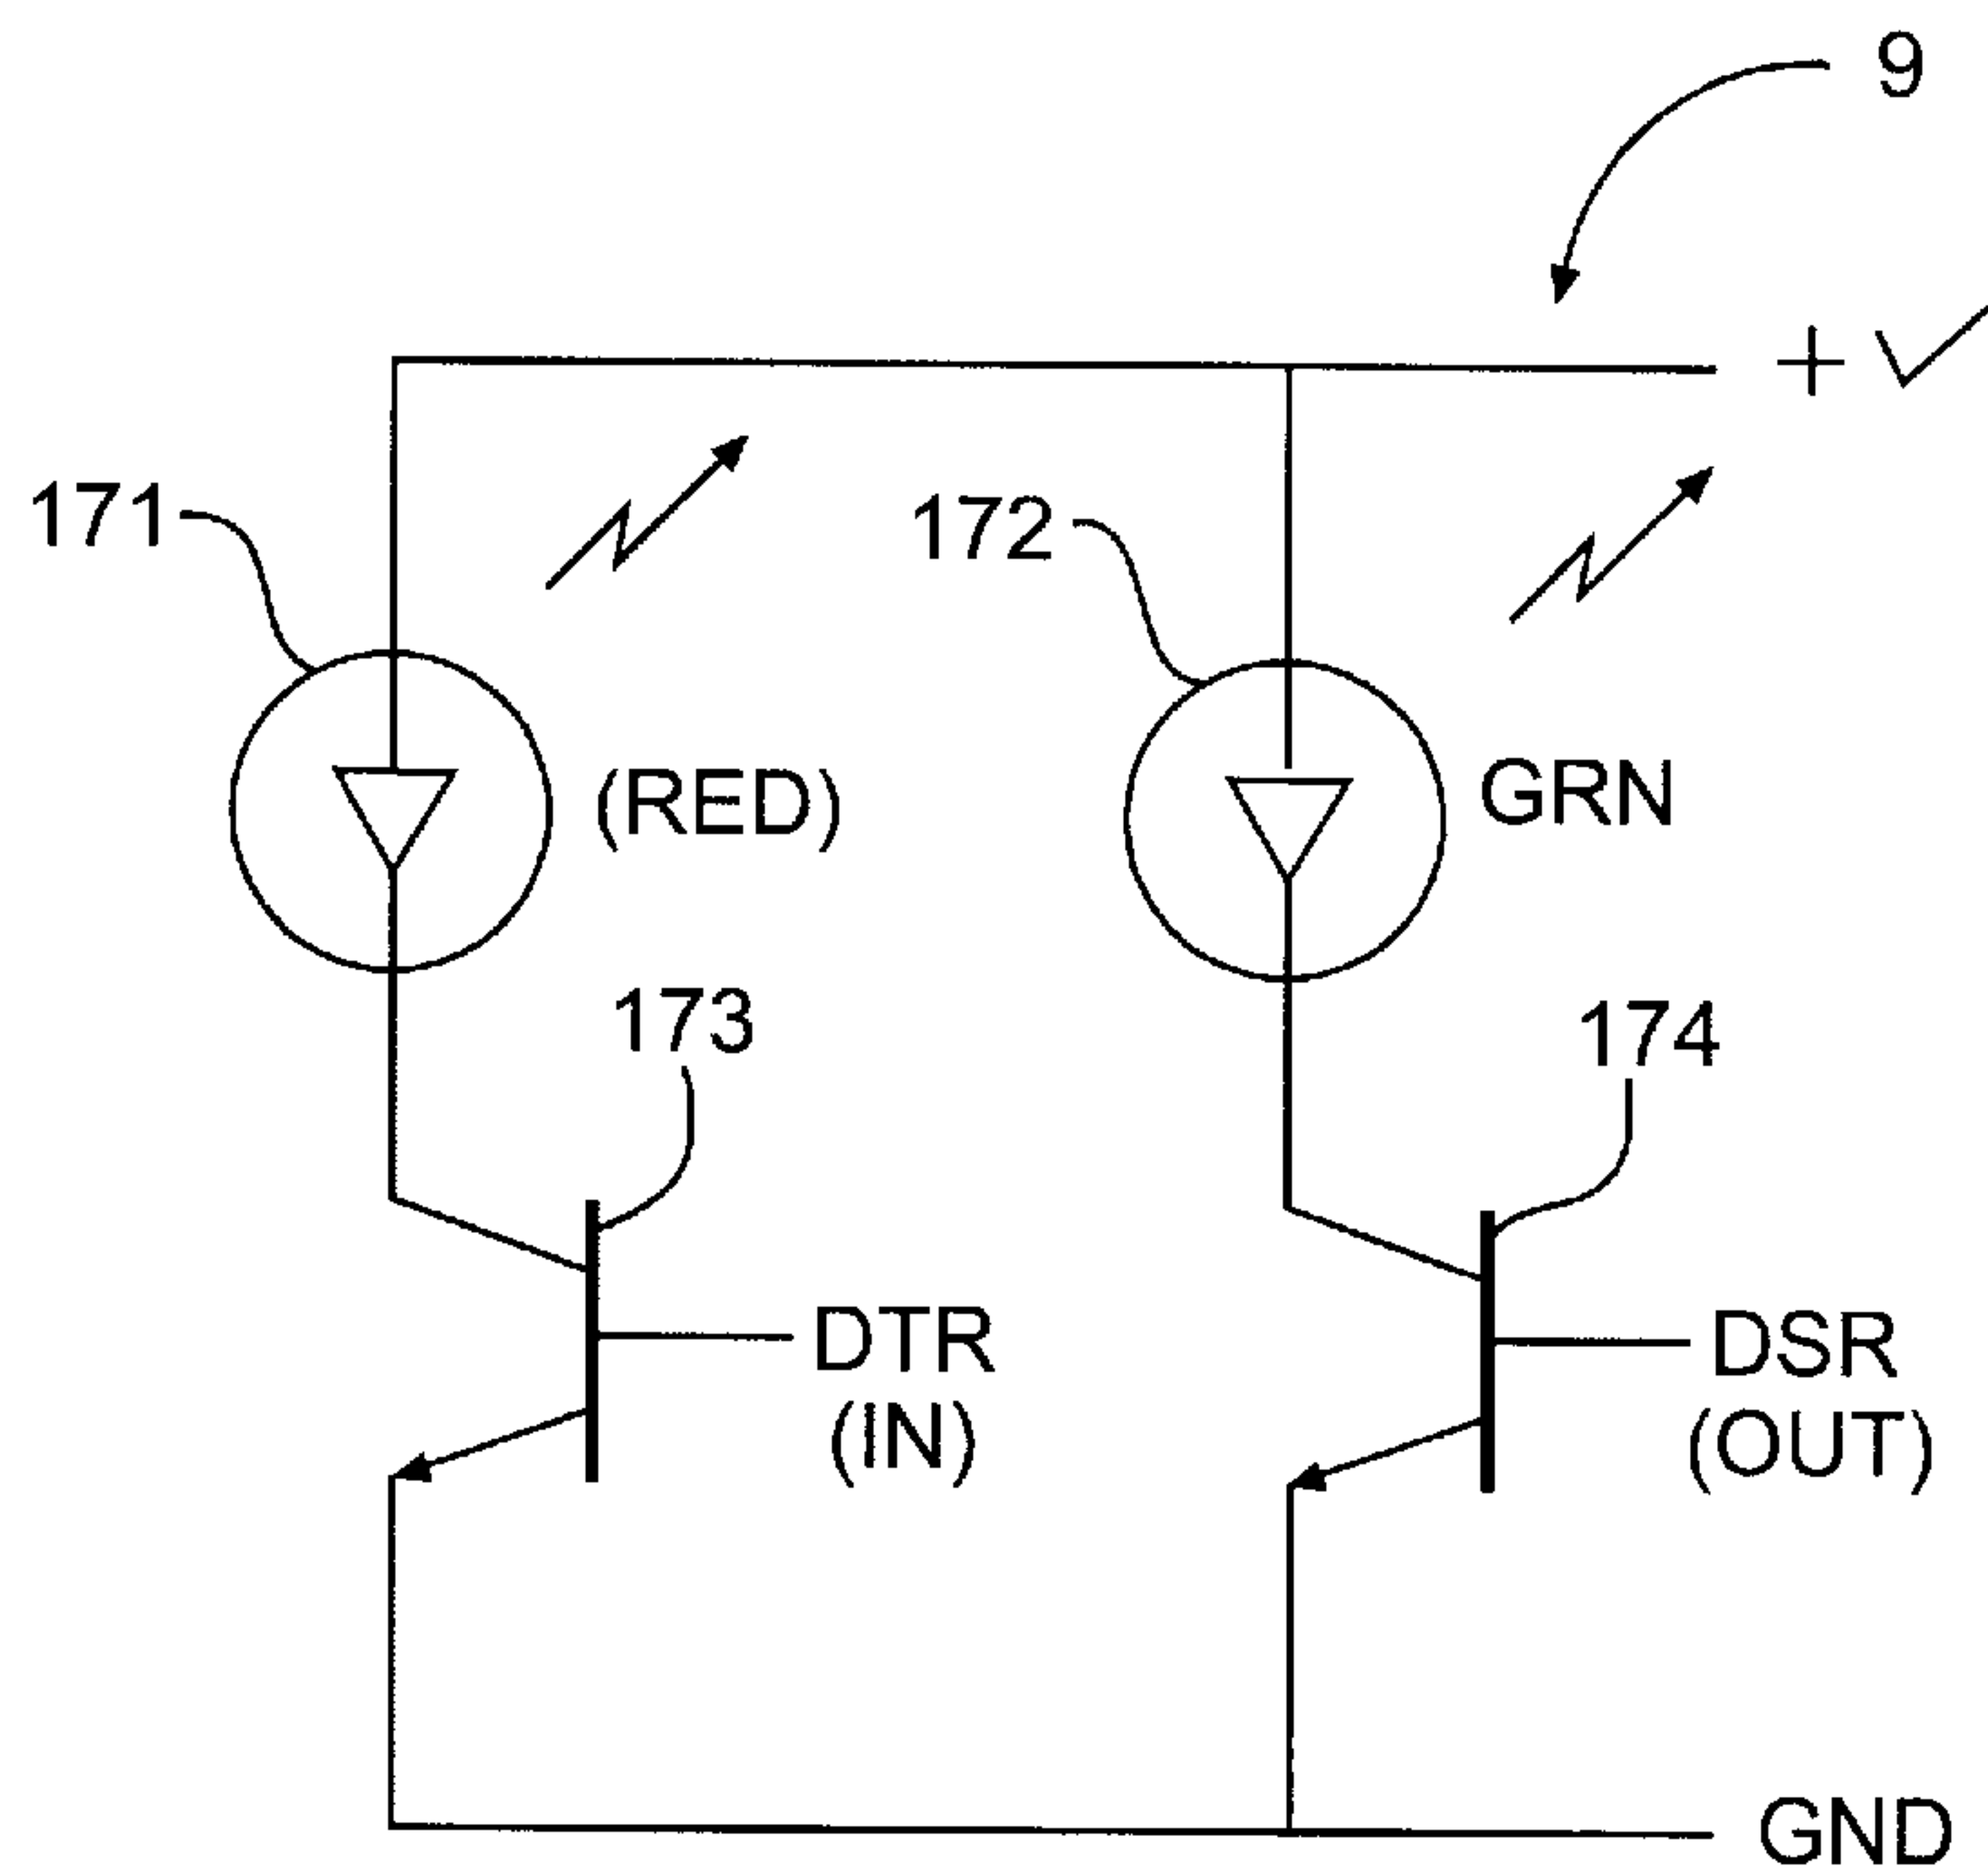 9
+ V
171
172
(RED)
GRN
173
174
DTR
(IN)
DSR
(OUT)
GND